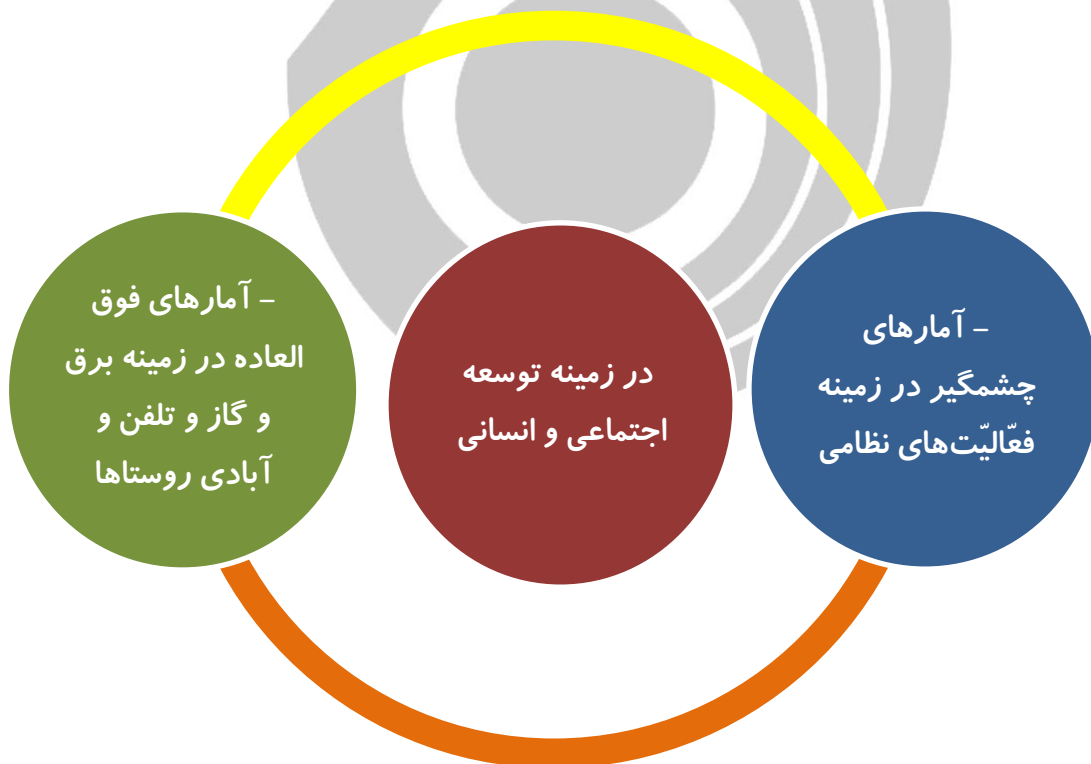 - آمارهای
چشمگیر در زمینه
فعّالیّت‌های نظامی
در زمینه توسعه
اجتماعی و انسانی
- آمارهای فوق
العاده در زمینه برق
و گاز و تلفن و
آبادی روستاها